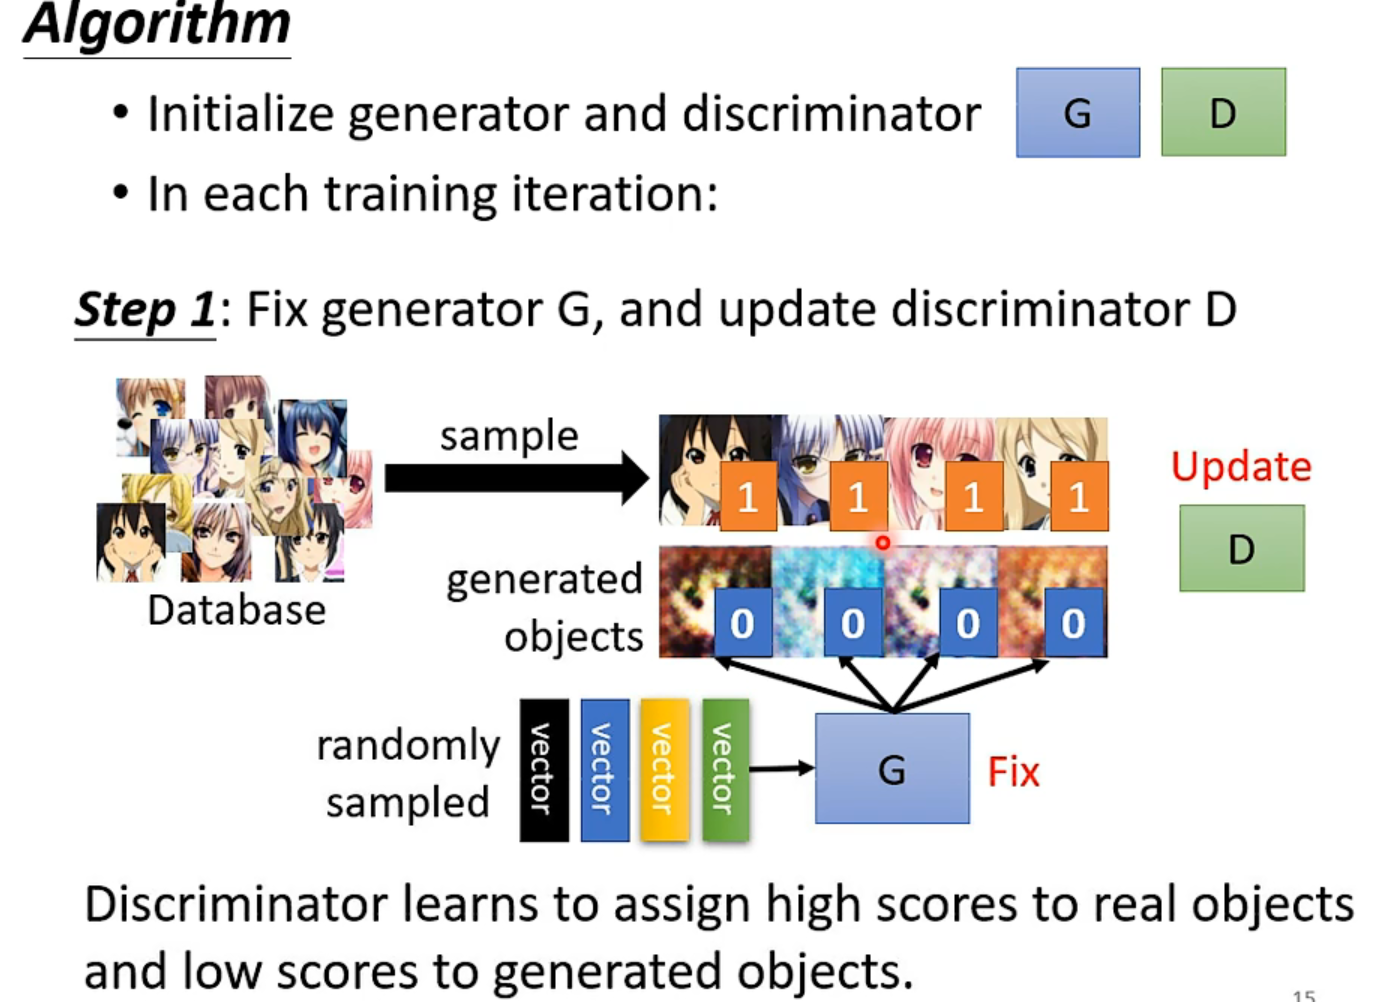 Algorithm
• Initialize generator and discriminator
G
D
• In each training iteration:
Step 1: Fix generator G, and update discriminator D
sample
1
1
1
1
Update
D
generated
objects
0
0
0
0
Database
randomly
sampled
vector
vector
vector
vector
G
Fix
Discriminator learns to assign high scores to real objects
and low scores to generated objects.
15